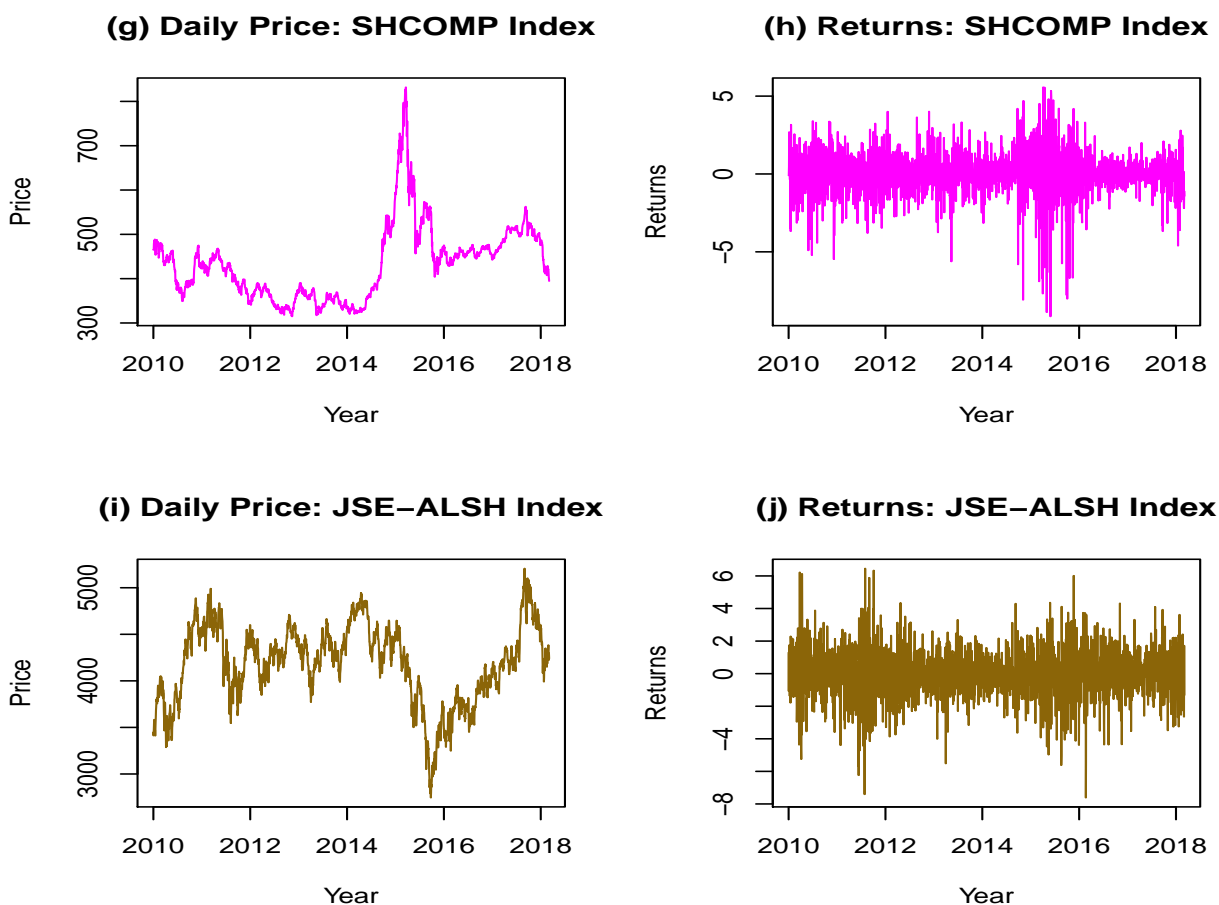 (g) Daily Price: SHCOMP Index
Price
700
500
300
2010 2012 2014 2016 2018
Year
(h) Returns: SHCOMP Index
Returns
5
0
−5
2010 2012 2014 2016 2018
Year
(i) Daily Price: JSE−ALSH Index
Price
5000
4000
3000
2010 2012 2014 2016 2018
Year
(j) Returns: JSE−ALSH Index
Returns
6
4
2
0
−4
−8
2010 2012 2014 2016 2018
Year